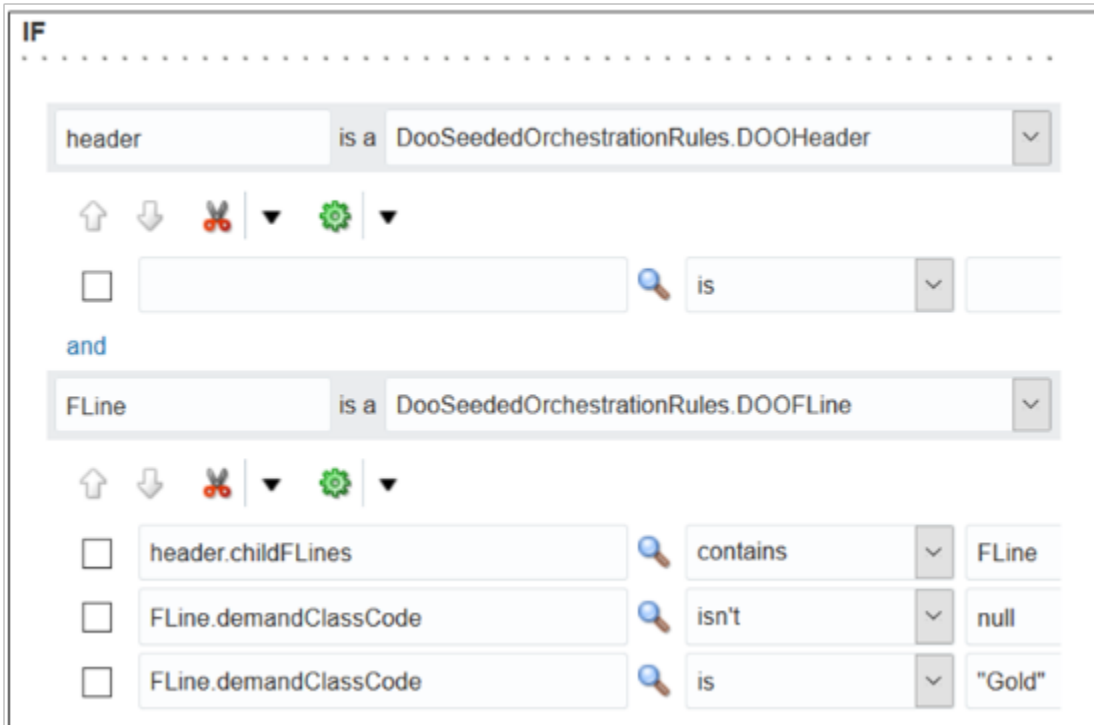 IF
header is a DooSeededOrchestrationRules.DOOHeader
is
and
FLine is a DooSeededOrchestrationRules.DOOFLine
header.childFLines contains FLine
FLine.demandClassCode isn't null
FLine.demandClassCode is "Gold"